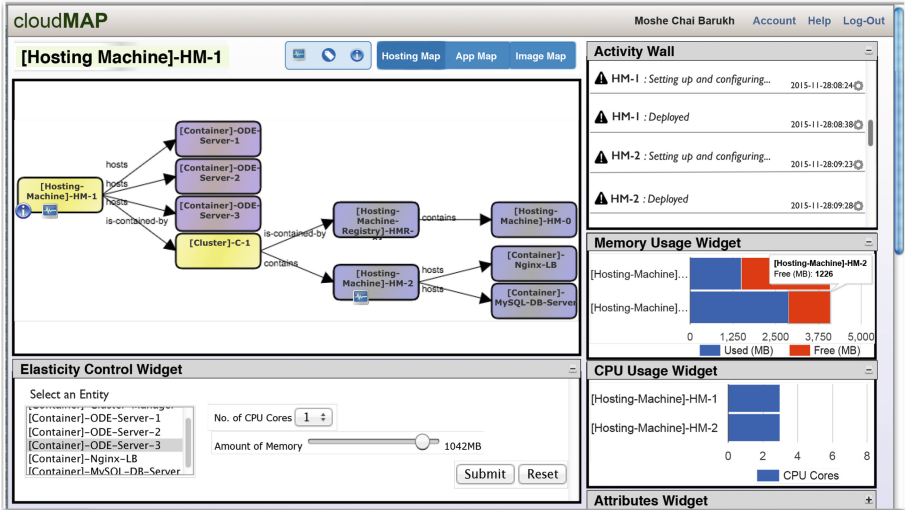 cloudMAP
Moshe Chai Barukh Account Help Log-Out
[Hosting Machine]-HM-1
Hosting Map App Map Image Map
[Hosting-
Machine]-HM-1
hosts
hosts
hosts
is-contained-by
[Container]-ODE-
Server-1
[Container]-ODE-
Server-2
[Container]-ODE-
Server-3
[Cluster]-C-1
is-contained-by
contains
[Hosting-
Machine-
Registry]-HMR-
[Hosting-
Machine]-HM-2
contains
hosts
hosts
[Hosting-
Machine]-HM-0
[Container]-
Nginx-LB
[Container]-
MySQL-DB-Server
Elasticity Control Widget
Select an Entity
[Container]-Cluster-Manager
[Container]-ODE-Server-1
[Container]-ODE-Server-2
[Container]-ODE-Server-3
[Container]-Nginx-LB
[Container]-MySQL-DB-Server
No. of CPU Cores 1
Amount of Memory 1042MB
Submit Reset
Activity Wall
HM-1 : Setting up and configuring...
2015-11-28:08:24
HM-1 : Deployed
2015-11-28:08:38
HM-2 : Setting up and configuring...
2015-11-28:09:23
HM-2 : Deployed
2015-11-28:09:28
Memory Usage Widget
[Hosting-Machine]-HM-2
Free (MB): 1226
[Hosting-Machine]...
[Hosting-Machine]...
0 1,250 2,500 3,750 5,000
Used (MB) Free (MB)
CPU Usage Widget
[Hosting-Machine]-HM-1
[Hosting-Machine]-HM-2
0 2 4 6 8
CPU Cores
Attributes Widget